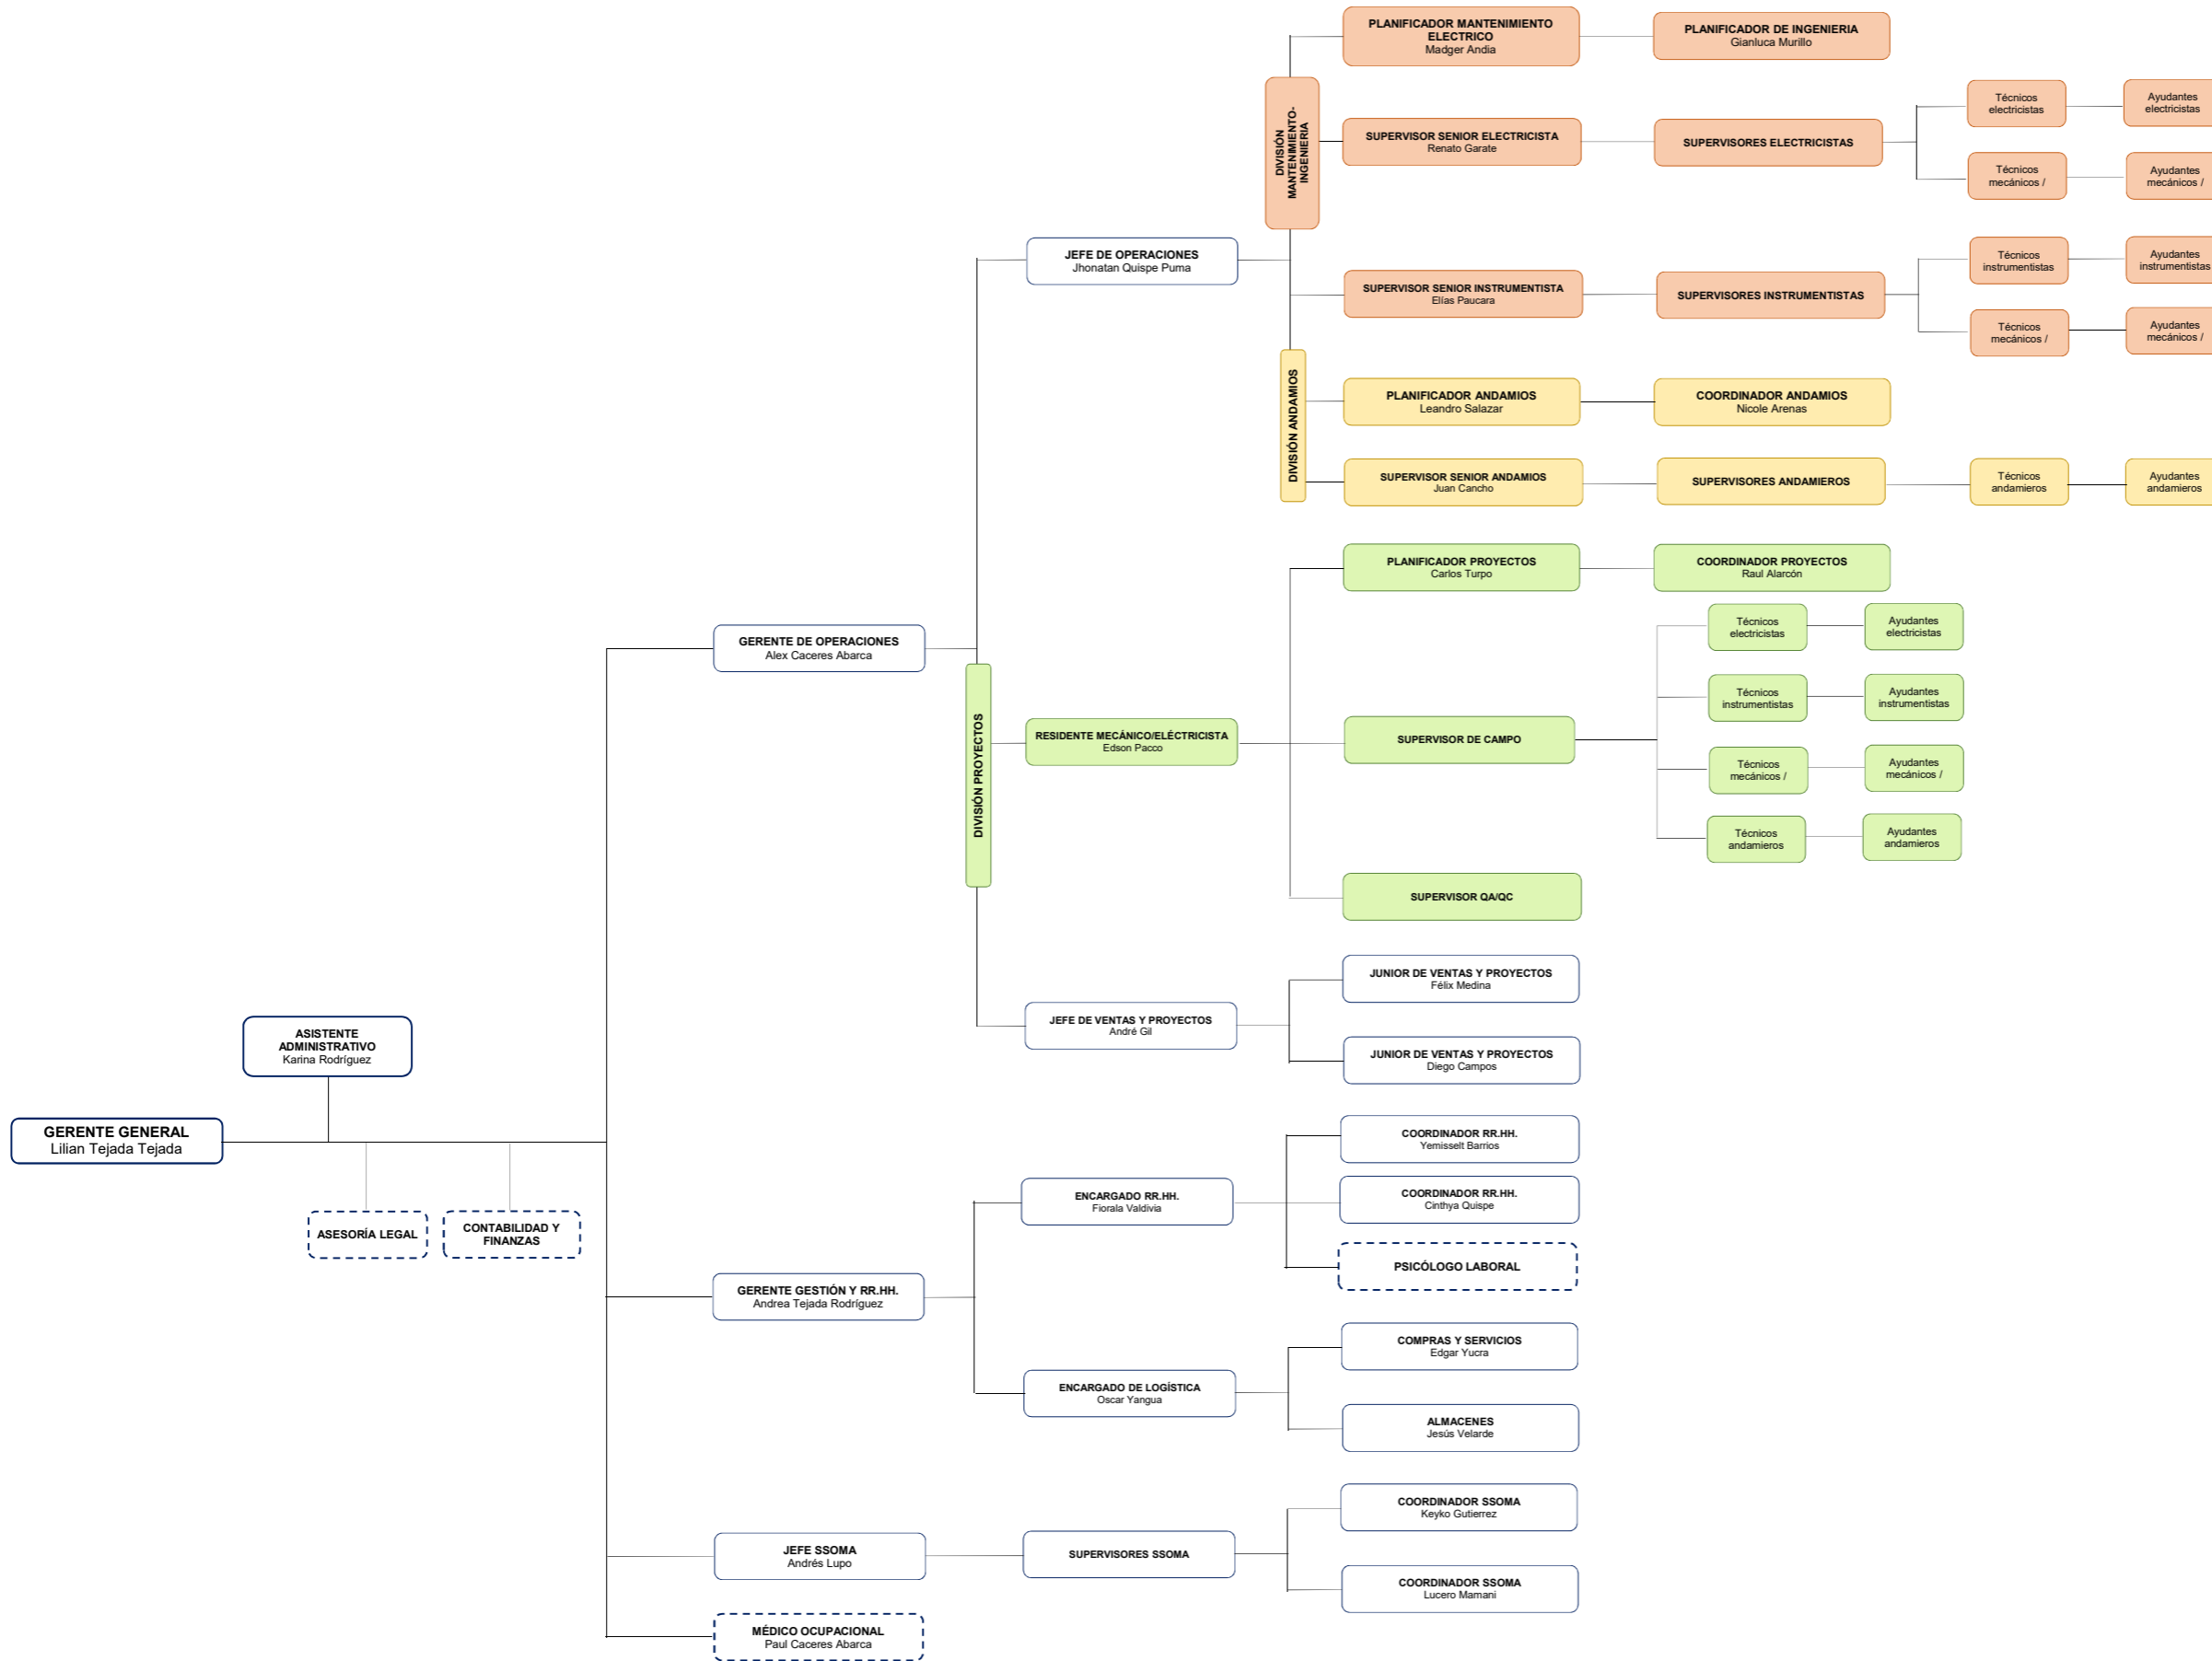 PLANIFICADOR MANTENIMIENTO
ELECTRICO
Madger Andia
PLANIFICADOR DE INGENIERIA
Gianluca Murillo
DIVISIÓN
MANTENIMIENTO-
INGENIERIA
SUPERVISOR SENIOR ELECTRICISTA
Renato Garate
SUPERVISORES ELECTRICISTAS
Técnicos
electricistas
Ayudantes
electricistas
Técnicos
mecánicos /
Ayudantes
mecánicos /
JEFE DE OPERACIONES
Jhonatan Quispe Puma
SUPERVISOR SENIOR INSTRUMENTISTA
Elías Paucara
SUPERVISORES INSTRUMENTISTAS
Técnicos
instrumentistas
Ayudantes
instrumentistas
Técnicos
mecánicos /
Ayudantes
mecánicos /
DIVISIÓN ANDAMIOS
PLANIFICADOR ANDAMIOS
Leandro Salazar
COORDINADOR ANDAMIOS
Nicole Arenas
SUPERVISOR SENIOR ANDAMIOS
Juan Cancho
SUPERVISORES ANDAMIEROS
Técnicos
andamieros
Ayudantes
andamieros
PLANIFICADOR PROYECTOS
Carlos Turpo
COORDINADOR PROYECTOS
Raul Alarcón
GERENTE DE OPERACIONES
Alex Caceres Abarca
DIVISIÓN PROYECTOS
RESIDENTE MECÁNICO/ELÉCTRICISTA
Edson Pacco
SUPERVISOR DE CAMPO
Técnicos
electricistas
Ayudantes
electricistas
Técnicos
instrumentistas
Ayudantes
instrumentistas
Técnicos
mecánicos /
Ayudantes
mecánicos /
Técnicos
andamieros
Ayudantes
andamieros
SUPERVISOR QA/QC
JEFE DE VENTAS Y PROYECTOS
André Gil
JUNIOR DE VENTAS Y PROYECTOS
Félix Medina
JUNIOR DE VENTAS Y PROYECTOS
Diego Campos
ASISTENTE
ADMINISTRATIVO
Karina Rodríguez
GERENTE GENERAL
Lilian Tejada Tejada
ASESORÍA LEGAL
CONTABILIDAD Y
FINANZAS
GERENTE GESTIÓN Y RR.HH.
Andrea Tejada Rodríguez
ENCARGADO RR.HH.
Fiorala Valdivia
COORDINADOR RR.HH.
Yemisselt Barrios
COORDINADOR RR.HH.
Cinthya Quispe
PSICÓLOGO LABORAL
ENCARGADO DE LOGÍSTICA
Oscar Yangua
COMPRAS Y SERVICIOS
Edgar Yucra
ALMACENES
Jesús Velarde
JEFE SSOMA
Andrés Lupo
SUPERVISORES SSOMA
COORDINADOR SSOMA
Keyko Gutierrez
COORDINADOR SSOMA
Lucero Mamani
MÉDICO OCUPACIONAL
Paul Caceres Abarca